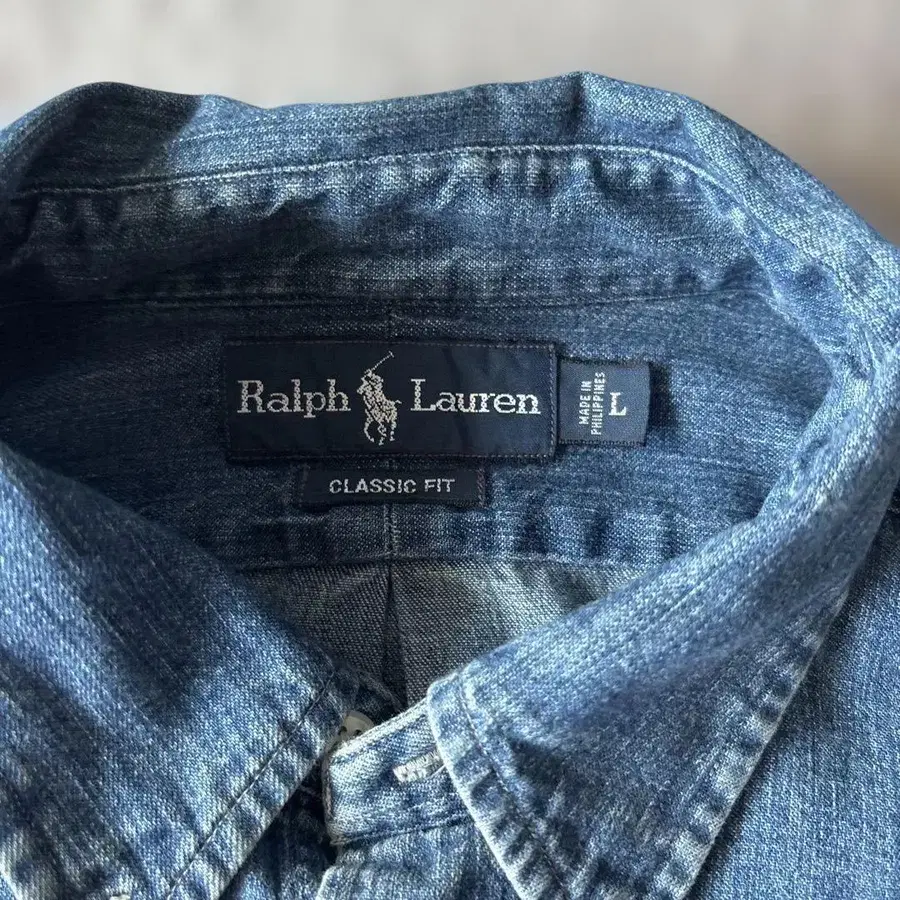 Ralph Lauren
MADE IN
PHILIPPINES
L
CLASSIC FIT